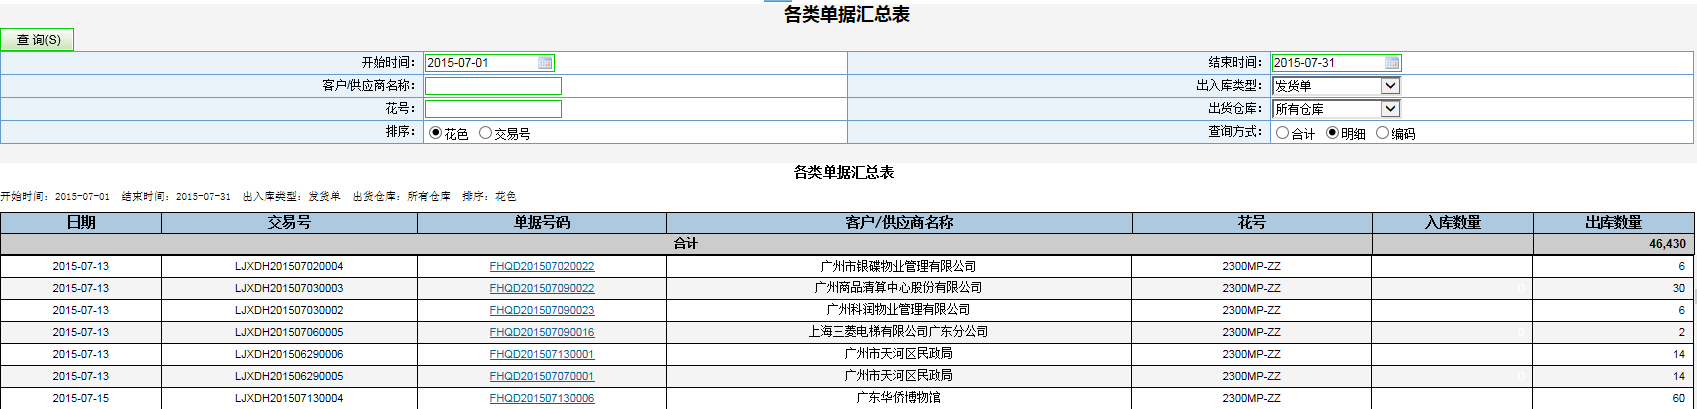 各类单据汇总表
查 询(S)
开始时间: 2015-07-01 结束时间: 2015-07-31
客户/供应商名称: 出入库类型: 发货单
花号: 出货仓库: 所有仓库
排序: 花色 交易号 查询方式: 合计 明细 编码
各类单据汇总表
开始时间: 2015-07-01 结束时间: 2015-07-31 出入库类型: 发货单 出货仓库: 所有仓库 排序: 花色
日期 交易号 单据号码 客户/供应商名称 花号 入库数量 出库数量
合计 46,430
2015-07-13 LJXDH201507020004 FHQD201507020022 广州市银碟物业管理有限公司 2300MP-ZZ 6
2015-07-13 LJXDH201507030003 FHQD201507090022 广州商品清算中心股份有限公司 2300MP-ZZ 0 30
2015-07-13 LJXDH201507030002 FHQD201507090023 广州科润物业管理有限公司 2300MP-ZZ 6
2015-07-13 LJXDH201507060005 FHQD201507090016 上海三菱电梯有限公司广东分公司 2300MP-ZZ 0 2
2015-07-13 LJXDH201506290006 FHQD201507130001 广州市天河区民政局 2300MP-ZZ 14
2015-07-13 LJXDH201506290005 FHQD201507070001 广州市天河区民政局 2300MP-ZZ 0 14
2015-07-15 LJXDH201507130004 FHQD201507130006 广东华侨博物馆 2300MP-ZZ 60